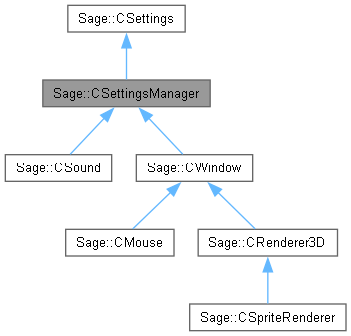 Sage::CSettings
Sage::CSettingsManager
Sage::CSound
Sage::CWindow
Sage::CMouse
Sage::CRenderer3D
Sage::CSpriteRenderer